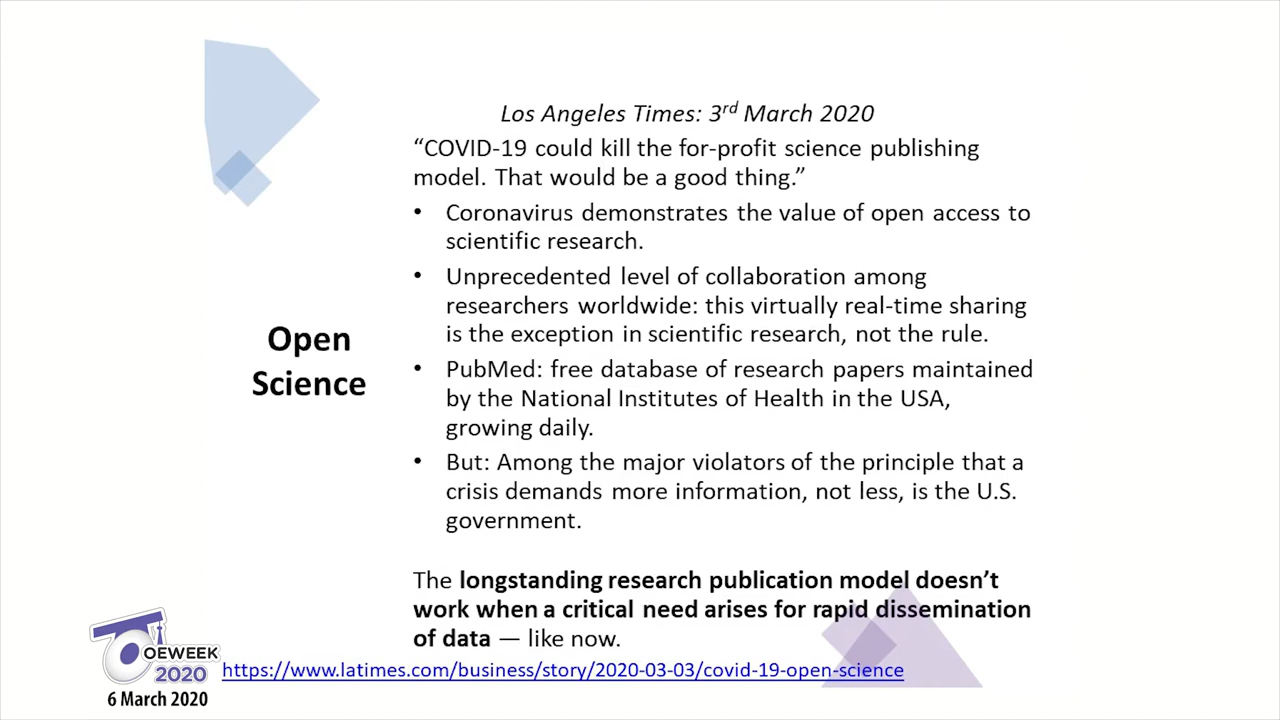 Open
Science
Los Angeles Times: 3rd March 2020
“COVID-19 could kill the for-profit science publishing
model. That would be a good thing.”
• Coronavirus demonstrates the value of open access to
scientific research.
• Unprecedented level of collaboration among
researchers worldwide: this virtually real-time sharing
is the exception in scientific research, not the rule.
• PubMed: free database of research papers maintained
by the National Institutes of Health in the USA,
growing daily.
• But: Among the major violators of the principle that a
crisis demands more information, not less, is the U.S.
government.
The longstanding research publication model doesn’t
work when a critical need arises for rapid dissemination
of data — like now.
https://www.latimes.com/business/story/2020-03-03/covid-19-open-science
OEWEEK
2020
6 March 2020